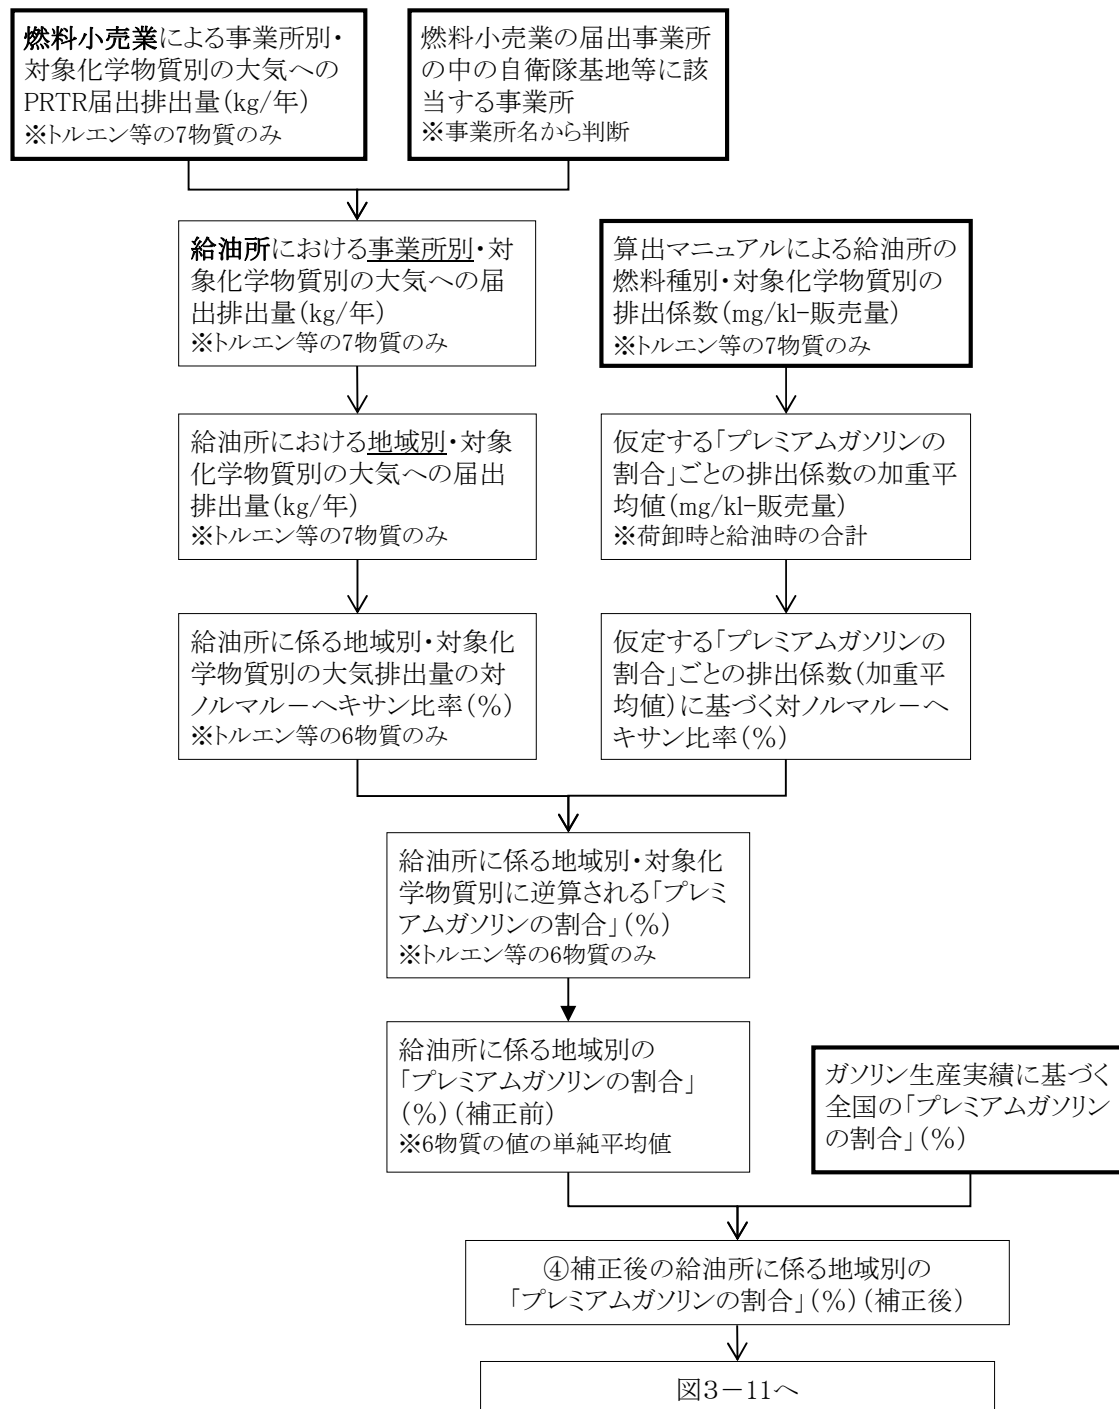 燃料小売業による事業所別・
対象化学物質別の大気への
PRTR届出排出量(kg/年)
※トルエン等の7物質のみ
燃料小売業の届出事業所
の中の自衛隊基地等に該
当する事業所
※事業所名から判断
給油所における事業所別・対
象化学物質別の大気への届
出排出量(kg/年)
※トルエン等の7物質のみ
算出マニュアルによる給油所の
燃料種別・対象化学物質別の
排出係数(mg/kl-販売量)
※トルエン等の7物質のみ
給油所における地域別・対象
化学物質別の大気への届出
排出量(kg/年)
※トルエン等の7物質のみ
仮定する「プレミアムガソリンの
割合」ごとの排出係数の加重平
均値(mg/kl-販売量)
※荷卸時と給油時の合計
給油所に係る地域別・対象化
学物質別の大気排出量の対
ノルマル－ヘキサン比率(%)
※トルエン等の6物質のみ
仮定する「プレミアムガソリンの
割合」ごとの排出係数(加重平
均値)に基づく対ノルマル－ヘ
キサン比率(%)
給油所に係る地域別・対象化
学物質別に逆算される「プレミ
アムガソリンの割合」(%)
※トルエン等の6物質のみ
給油所に係る地域別の
「プレミアムガソリンの割合」
(%)(補正前)
※6物質の値の単純平均値
ガソリン生産実績に基づく
全国の「プレミアムガソリン
の割合」(%)
④補正後の給油所に係る地域別の
「プレミアムガソリンの割合」(%)(補正後)
図3－11へ